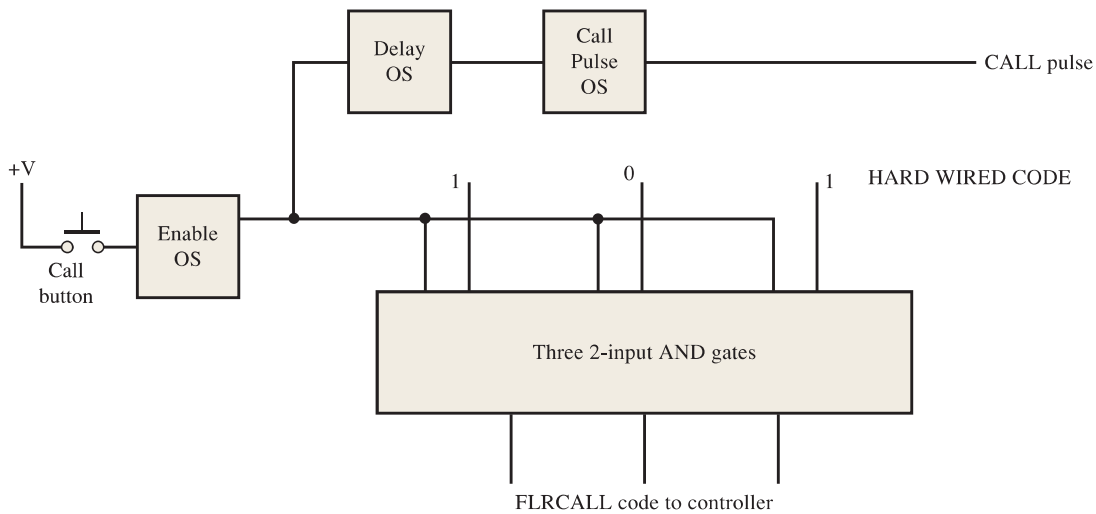 Delay
OS
Call
Pulse
OS
CALL pulse
+V
1
0
1
HARD WIRED CODE
Enable
OS
Call
button
Three 2-input AND gates
FLRCALL code to controller